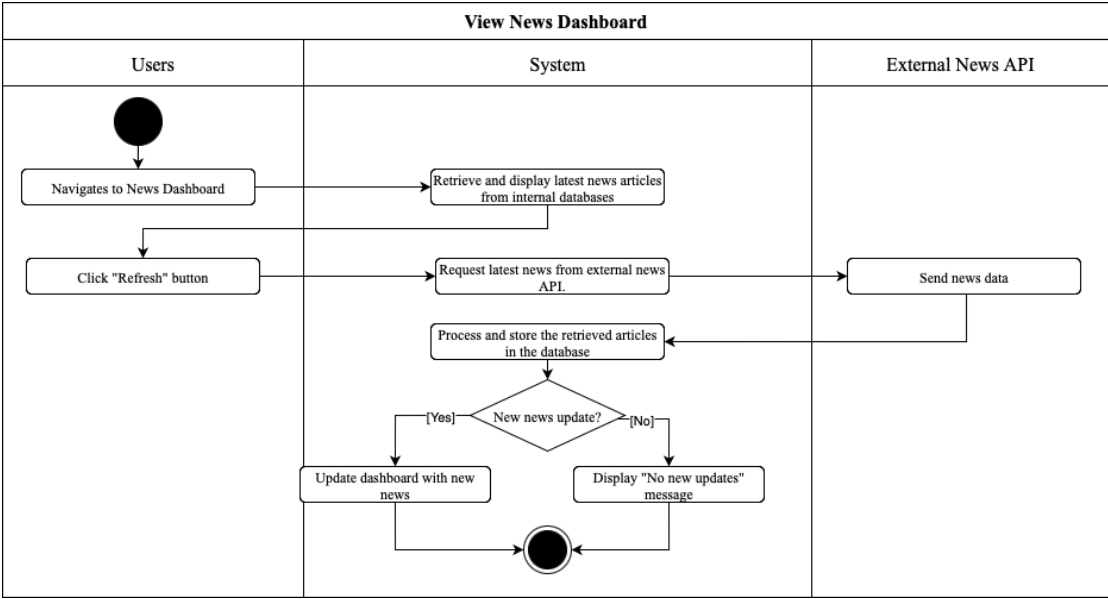 View News Dashboard
Users
System
External News API
Navigates to News Dashboard
Retrieve and display latest news articles
from internal databases
Click "Refresh" button
Request latest news from external news
API.
Send news data
Process and store the retrieved articles
in the database
New news update?
[Yes]
[No]
Update dashboard with new
news
Display "No new updates"
message